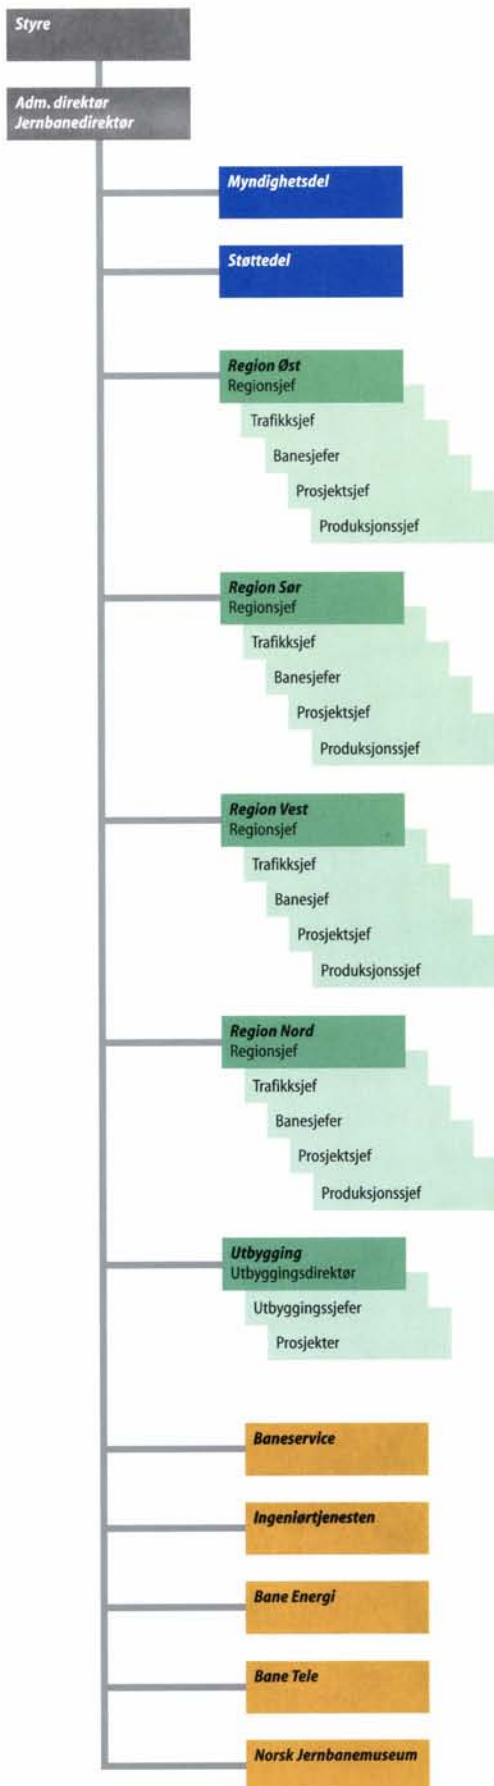 Styre
Adm. direktør
Jernbanedirektør
Myndighetsdel
Støttedel
Region Øst
Regionsjef
Trafikksjef
Banesjefer
Prosjektsjef
Produksjonssjef
Region Sør
Regionsjef
Trafikksjef
Banesjefer
Prosjektsjef
Produksjonssjef
Region Vest
Regionsjef
Trafikksjef
Banesjef
Prosjektsjef
Produksjonssjef
Region Nord
Regionsjef
Trafikksjef
Banesjefer
Prosjektsjef
Produksjonssjef
Utbygging
Utbyggingsdirektør
Utbyggingssjefer
Prosjekter
Baneservice
Ingeniørtjenesten
Bane Energi
Bane Tele
Norsk Jernbanemuseum